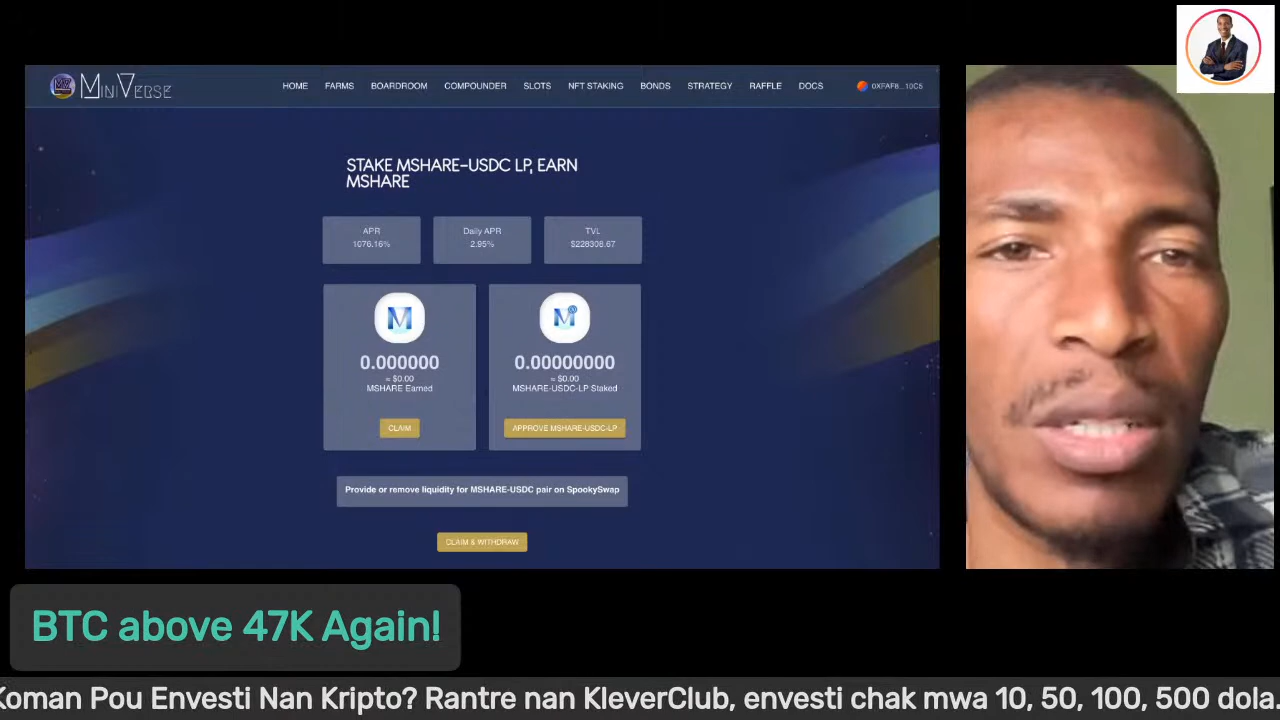 MINIVERSE
HOME FARMS BOARDROOM COMPOUNDER SLOTS NFT STAKING BONDS STRATEGY RAFFLE DOCS 0XFAF8...10C8
STAKE MSHARE-USDC LP, EARN
MSHARE
APR
1076.16%
Daily APR
2.95%
TVL
$228308.67
M
0.000000
≈ $0.00
MSHARE Earned
CLAIM
M
0.00000000
≈ $0.00
MSHARE-USDC-LP Staked
APPROVE MSHARE-USDC-LP
Provide or remove liquidity for MSHARE-USDC pair on SpookySwap
CLAIM & WITHDRAW
BTC above 47K Again!
Koman Pou Envesti Nan Kripto? Rantre nan KleverClub, envesti chak mwa 10, 50, 100, 500 dola.